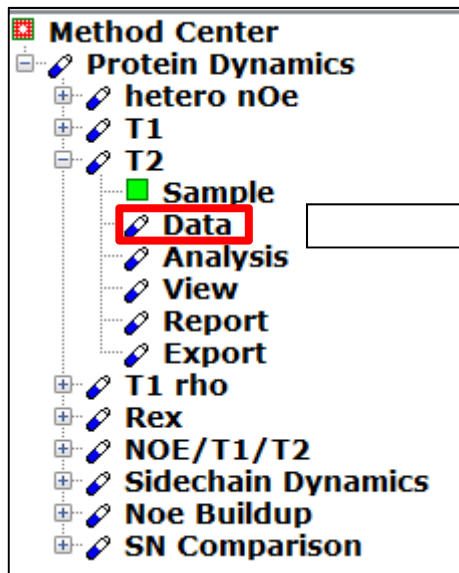 Method Center
Protein Dynamics
hetero nOe
T1
T2
Sample
Data
Analysis
View
Report
Export
T1 rho
Rex
NOE/T1/T2
Sidechain Dynamics
Noe Buildup
SN Comparison